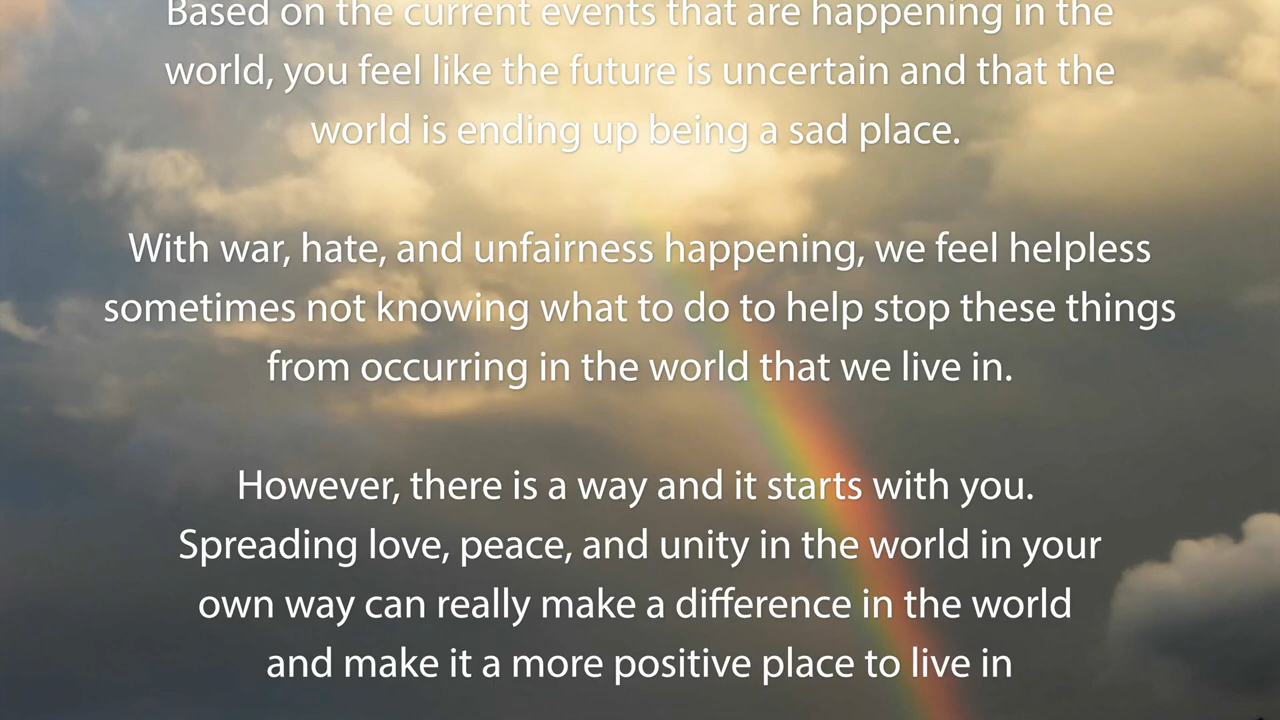 Based on the current events that are happening in the
world, you feel like the future is uncertain and that the
world is ending up being a sad place.
With war, hate, and unfairness happening, we feel helpless
sometimes not knowing what to do to help stop these things
from occurring in the world that we live in.
However, there is a way and it starts with you.
Spreading love, peace, and unity in the world in your
own way can really make a difference in the world
and make it a more positive place to live in